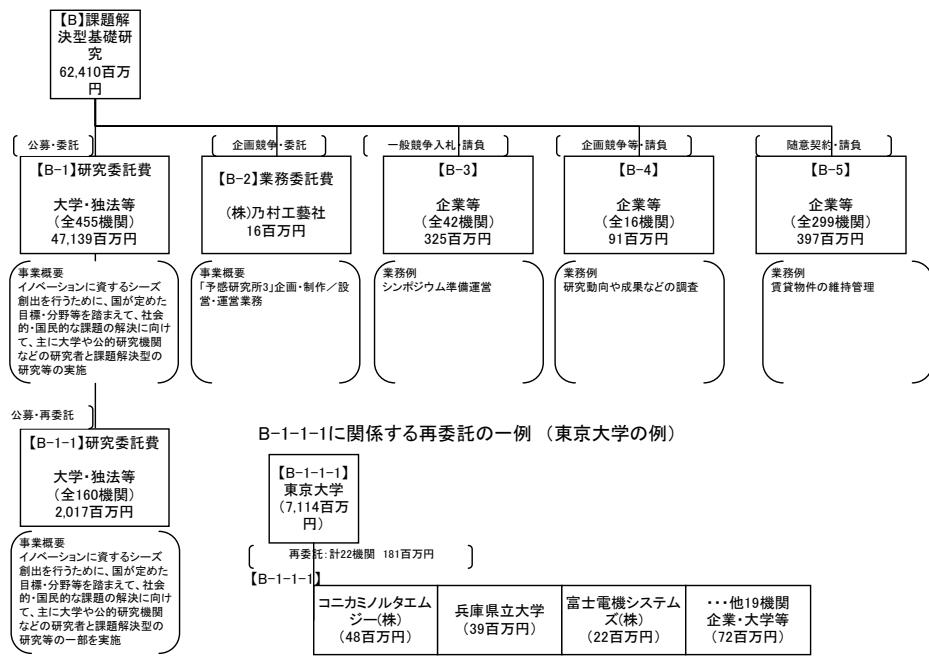 【B】課題解
決型基礎研
究
62,410百万
円
公募・委託
【B-1】研究委託費
大学・独法等
(全455機関)
47,139百万円
事業概要
イノベーションに資するシーズ
創出を行うために、国が定めた
目標・分野等を踏まえて、社会
的・国民的な課題の解決に向け
て、主に大学や公的研究機関
などの研究者と課題解決型の
研究等の実施
企画競争・委託
【B-2】業務委託費
(株)乃村工藝社
16百万円
事業概要
「予感研究所3」企画・制作／設
営・運営業務
一般競争入札・請負
【B-3】
企業等
(全42機関)
325百万円
業務例
シンポジウム準備運営
企画競争等・請負
【B-4】
企業等
(全16機関)
91百万円
業務例
研究動向や成果などの調査
随意契約・請負
【B-5】
企業等
(全299機関)
397百万円
業務例
賃貸物件の維持管理
公募・再委託
【B-1-1】研究委託費
大学・独法等
(全160機関)
2,017百万円
事業概要
イノベーションに資するシーズ
創出を行うために、国が定めた
目標・分野等を踏まえて、社会
的・国民的な課題の解決に向け
て、主に大学や公的研究機関
などの研究者と課題解決型の
研究等の一部を実施
B-1-1-1に関係する再委託の一例 (東京大学の例)
【B-1-1-1】
東京大学
(7,114百万
円)
再委託：計22機関 181百万円
【B-1-1-1】
コニカミノルタエム
ジー(株)
(48百万円)
兵庫県立大学
(39百万円)
富士電機システム
ズ(株)
(22百万円)
・・・他19機関
企業・大学等
(72百万円)